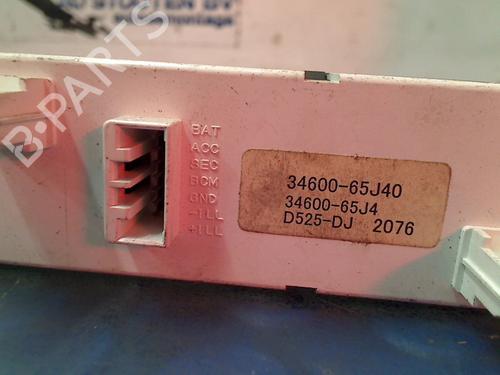 BAT
ACC
SEC
BCM
GND
-ILL
+ILL
34600-65J40
34600-65J4
D525-DJ 2076
B-PARTS